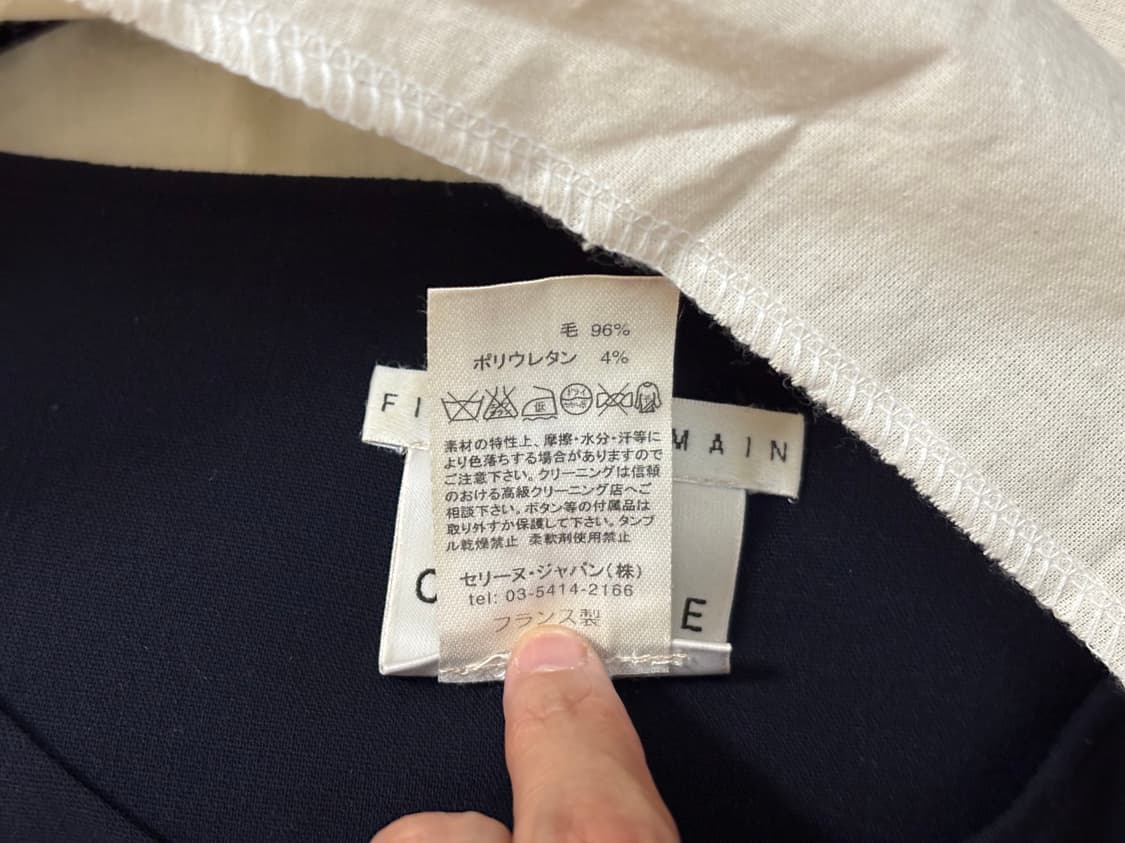 毛 96%
ポリウレタン 4%
低
ドライ
素材の特性上、摩擦・水分・汗等に
より色落ちする場合がありますので
ご注意下さい。クリーニングは信頼
のおける高級クリーニング店へご
相談下さい。ボタン等の付属品は
取り外すか保護して下さい。タンブ
ル乾燥禁止 柔軟剤使用禁止
セリーヌ・ジャパン(株)
tel: 03-5414-2166
フランス製
FI
MAIN
C
E